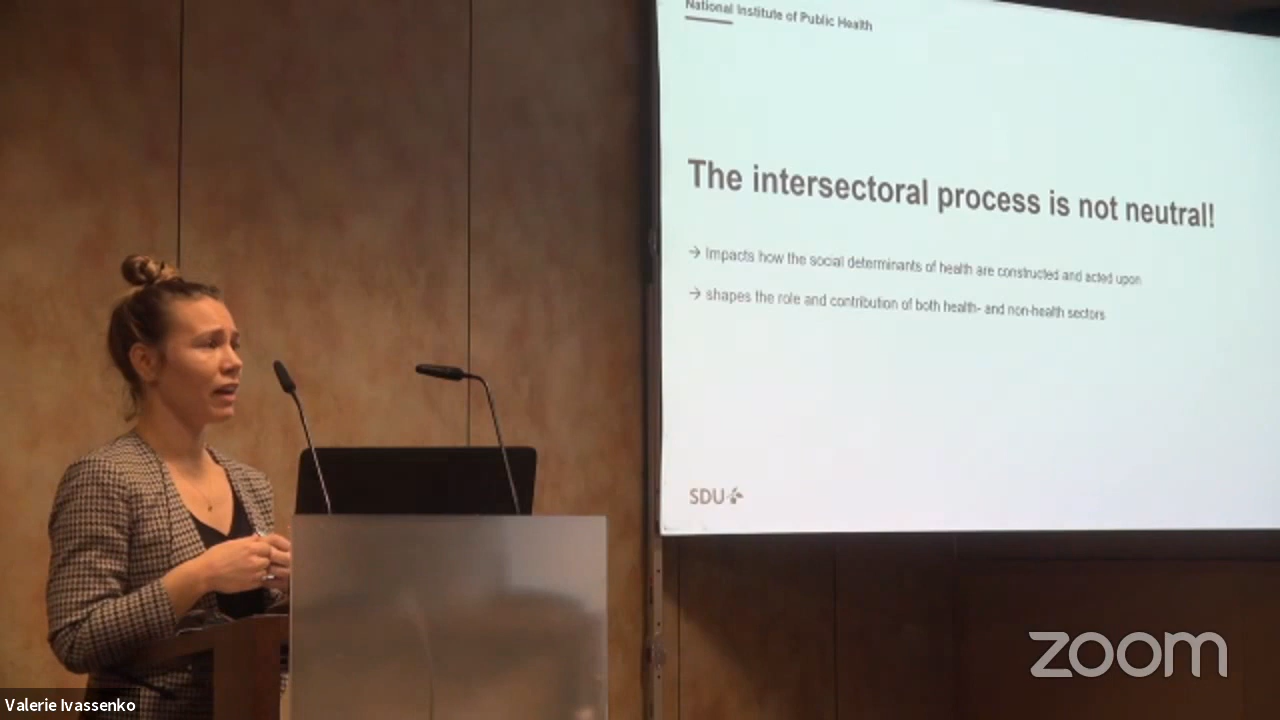 National Institute of Public Health
The intersectoral process is not neutral!
→ Impacts how the social determinants of health are constructed and acted upon
→ shapes the role and contribution of both health- and non-health sectors
SDU
zoom
Valerie Ivassenko